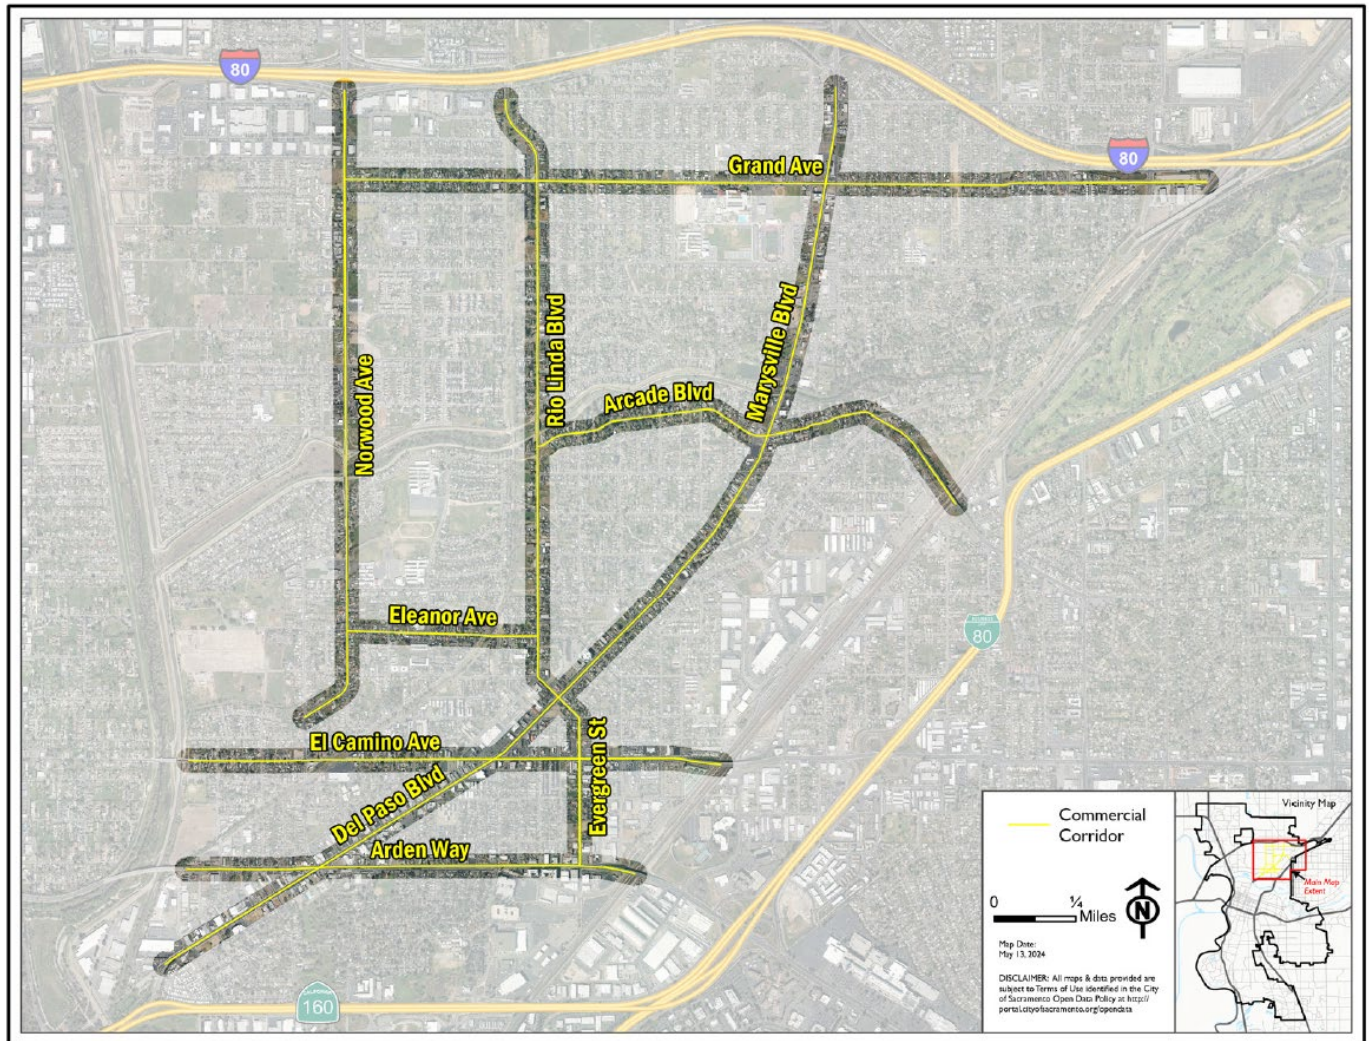 80
Grand Ave
80
Rio Linda Blvd
Marysville Blvd
Norwood Ave
Arcade Blvd
Eleanor Ave
80
El Camino Ave
Evergreen St
Del Paso Blvd
Arden Way
CALIFORNIA
160
Commercial
Corridor
0 ¼
Miles
N
Map Date:
May 13, 2024
DISCLAIMER: All maps & data provided are
subject to Terms of Use identified in the City
of Sacramento Open Data Policy at http://
portal.cityofsacramento.org/opendata
Vicinity Map
Main Map
Extent